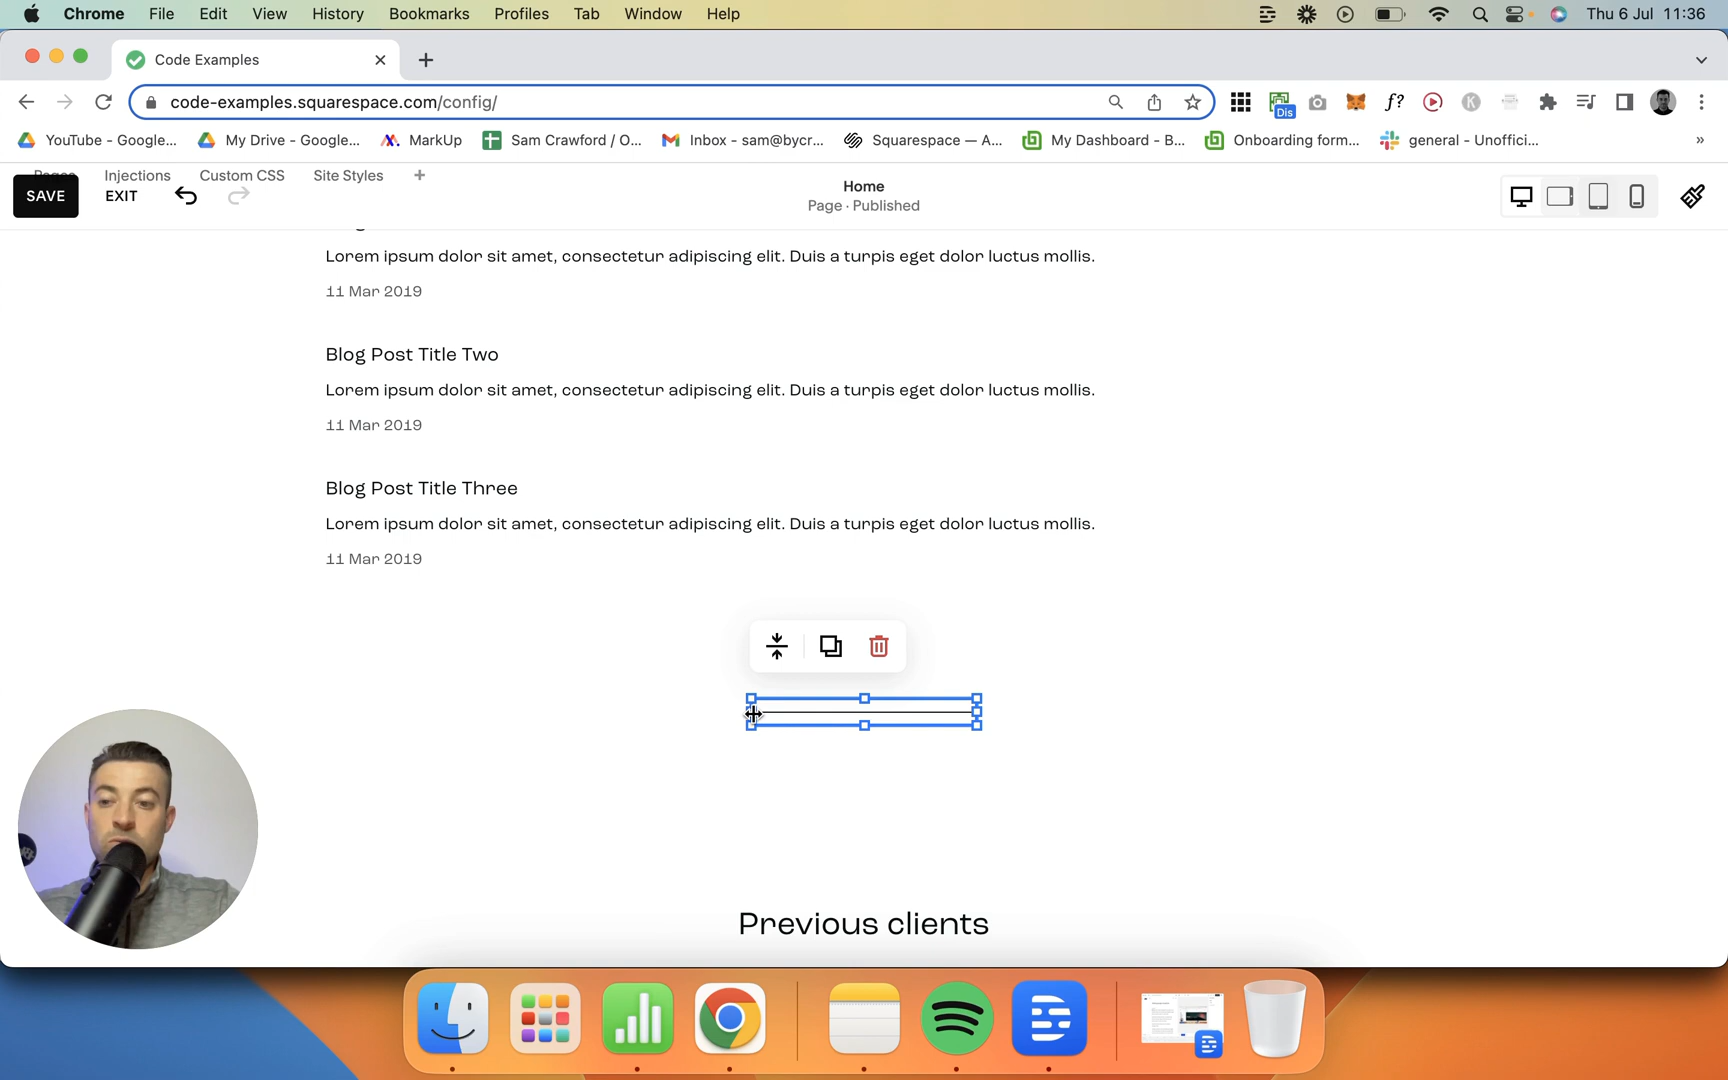 Chrome File Edit View History Bookmarks Profiles Tab Window Help Thu 6 Jul 11:36
Code Examples
code-examples.squarespace.com/config/ f? K Dis
YouTube - Google... My Drive - Google... MarkUp Sam Crawford / O... Inbox - sam@bycr... Squarespace — A... My Dashboard - B... Onboarding form... general - Unoffici... »
Pages Injections Custom CSS Site Styles +
SAVE EXIT
Home
Page · Published
Lorem ipsum dolor sit amet, consectetur adipiscing elit. Duis a turpis eget dolor luctus mollis.
11 Mar 2019
Blog Post Title Two
Lorem ipsum dolor sit amet, consectetur adipiscing elit. Duis a turpis eget dolor luctus mollis.
11 Mar 2019
Blog Post Title Three
Lorem ipsum dolor sit amet, consectetur adipiscing elit. Duis a turpis eget dolor luctus mollis.
11 Mar 2019
Previous clients